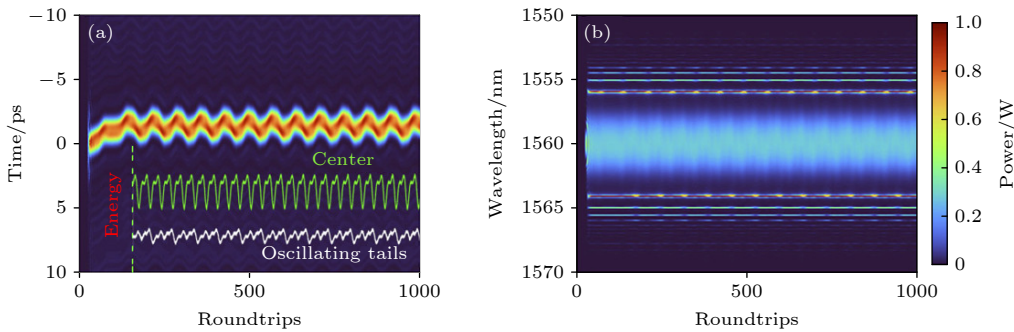 (a)
−10
−5
0
5
10
Time/ps
Energy
Center
Oscillating tails
0
500
1000
Roundtrips
(b)
1550
1555
1560
1565
1570
Wavelength/nm
0
500
1000
Roundtrips
1.0
0.8
0.6
0.4
0.2
0
Power/W